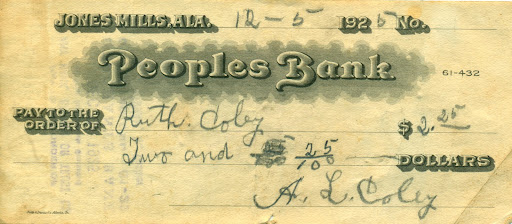 JONES MILLS, ALA. 12-5 1925 No.
Peoples Bank.
61-432
PAY TO THE ORDER OF Ruth Coley $2.25
Two and 25/100 DOLLARS
A. L. Coley